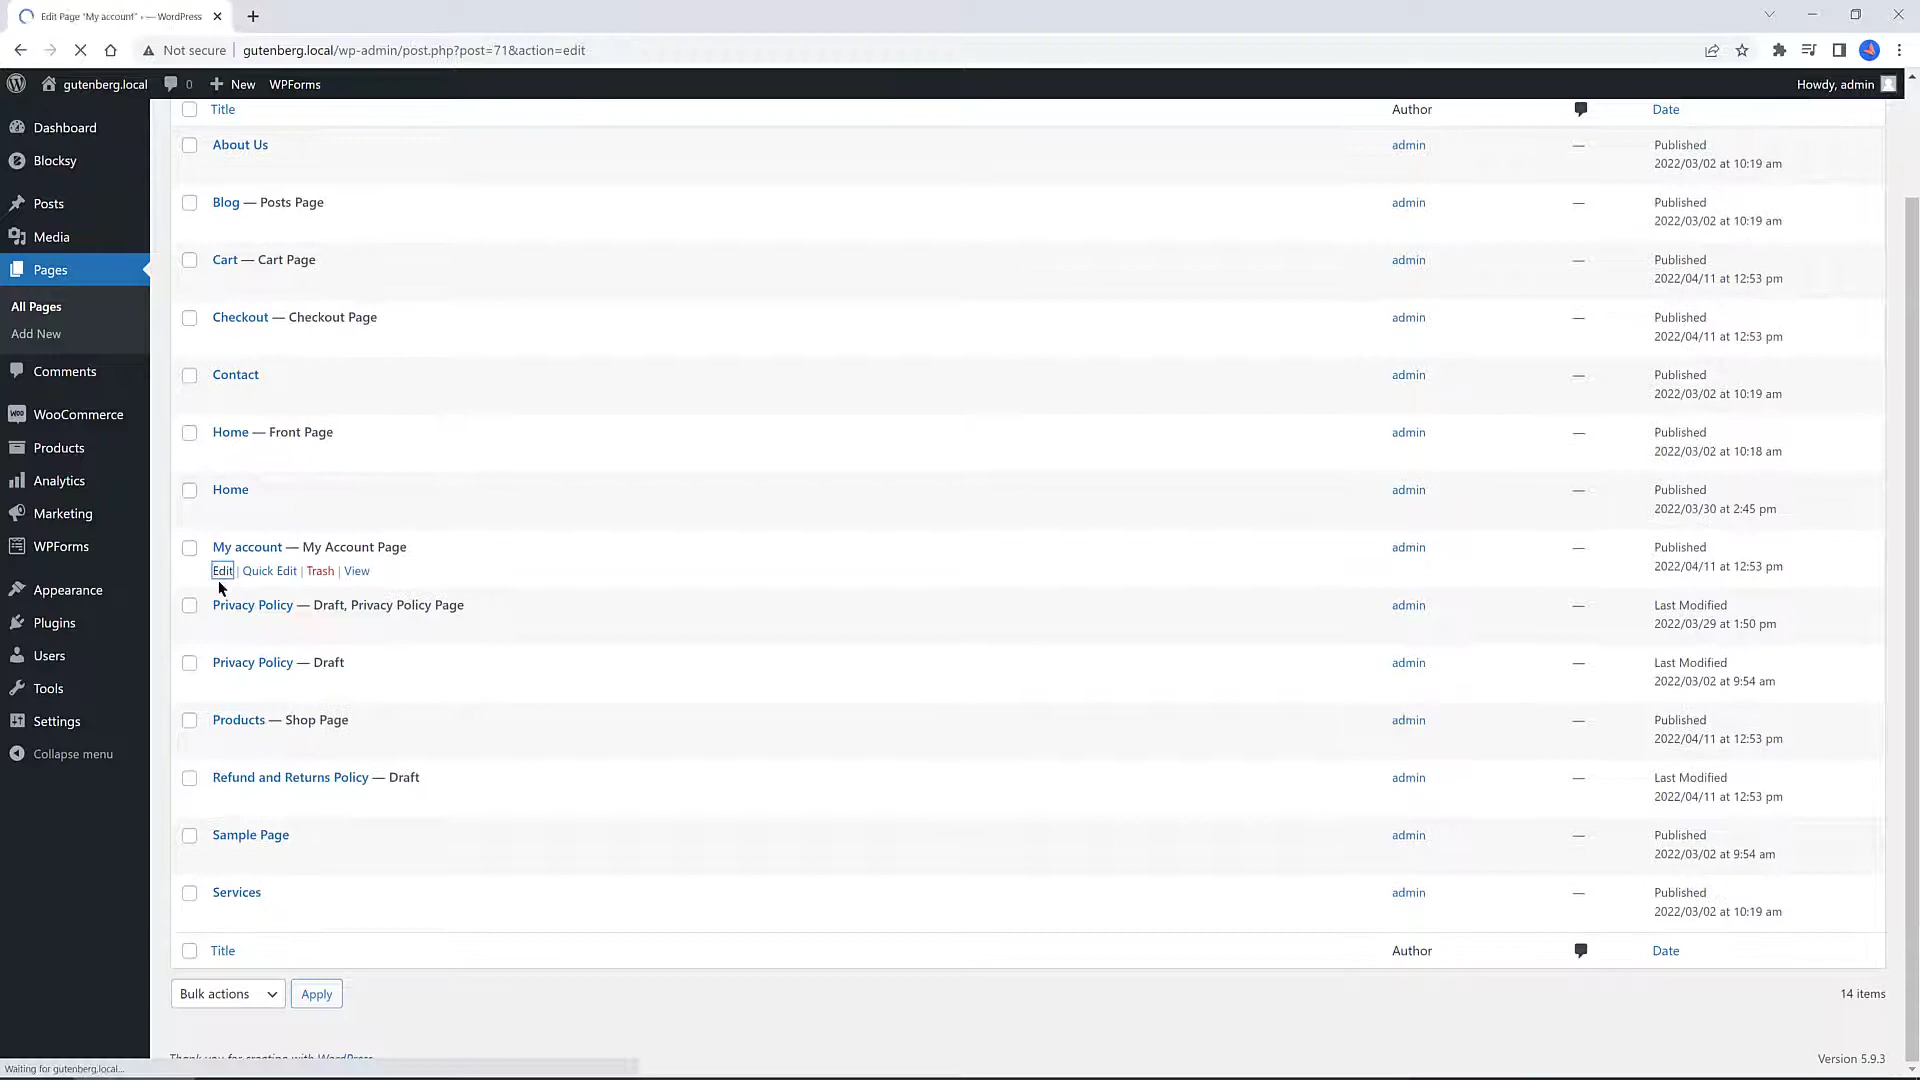 Edit Page "My account" ‹ — WordPress
Not secure
gutenberg.local/wp-admin/post.php?post=71&action=edit
gutenberg.local
0
New
WPForms
Howdy, admin
Dashboard
Blocksy
Posts
Media
Pages
All Pages
Add New
Comments
WooCommerce
Products
Analytics
Marketing
WPForms
Appearance
Plugins
Users
Tools
Settings
Collapse menu
Title Author Date
About Us admin — Published
2022/03/02 at 10:19 am
Blog — Posts Page admin — Published
2022/03/02 at 10:19 am
Cart — Cart Page admin — Published
2022/04/11 at 12:53 pm
Checkout — Checkout Page admin — Published
2022/04/11 at 12:53 pm
Contact admin — Published
2022/03/02 at 10:19 am
Home — Front Page admin — Published
2022/03/02 at 10:18 am
Home admin — Published
2022/03/30 at 2:45 pm
My account — My Account Page admin — Published
Edit | Quick Edit | Trash | View 2022/04/11 at 12:53 pm
Privacy Policy — Draft, Privacy Policy Page admin — Last Modified
2022/03/29 at 1:50 pm
Privacy Policy — Draft admin — Last Modified
2022/03/02 at 9:54 am
Products — Shop Page admin — Published
2022/04/11 at 12:53 pm
Refund and Returns Policy — Draft admin — Last Modified
2022/04/11 at 12:53 pm
Sample Page admin — Published
2022/03/02 at 9:54 am
Services admin — Published
2022/03/02 at 10:19 am
Title Author Date
Bulk actions Apply 14 items
Thank you for creating with WordPress
Version 5.9.3
Waiting for gutenberg.local...